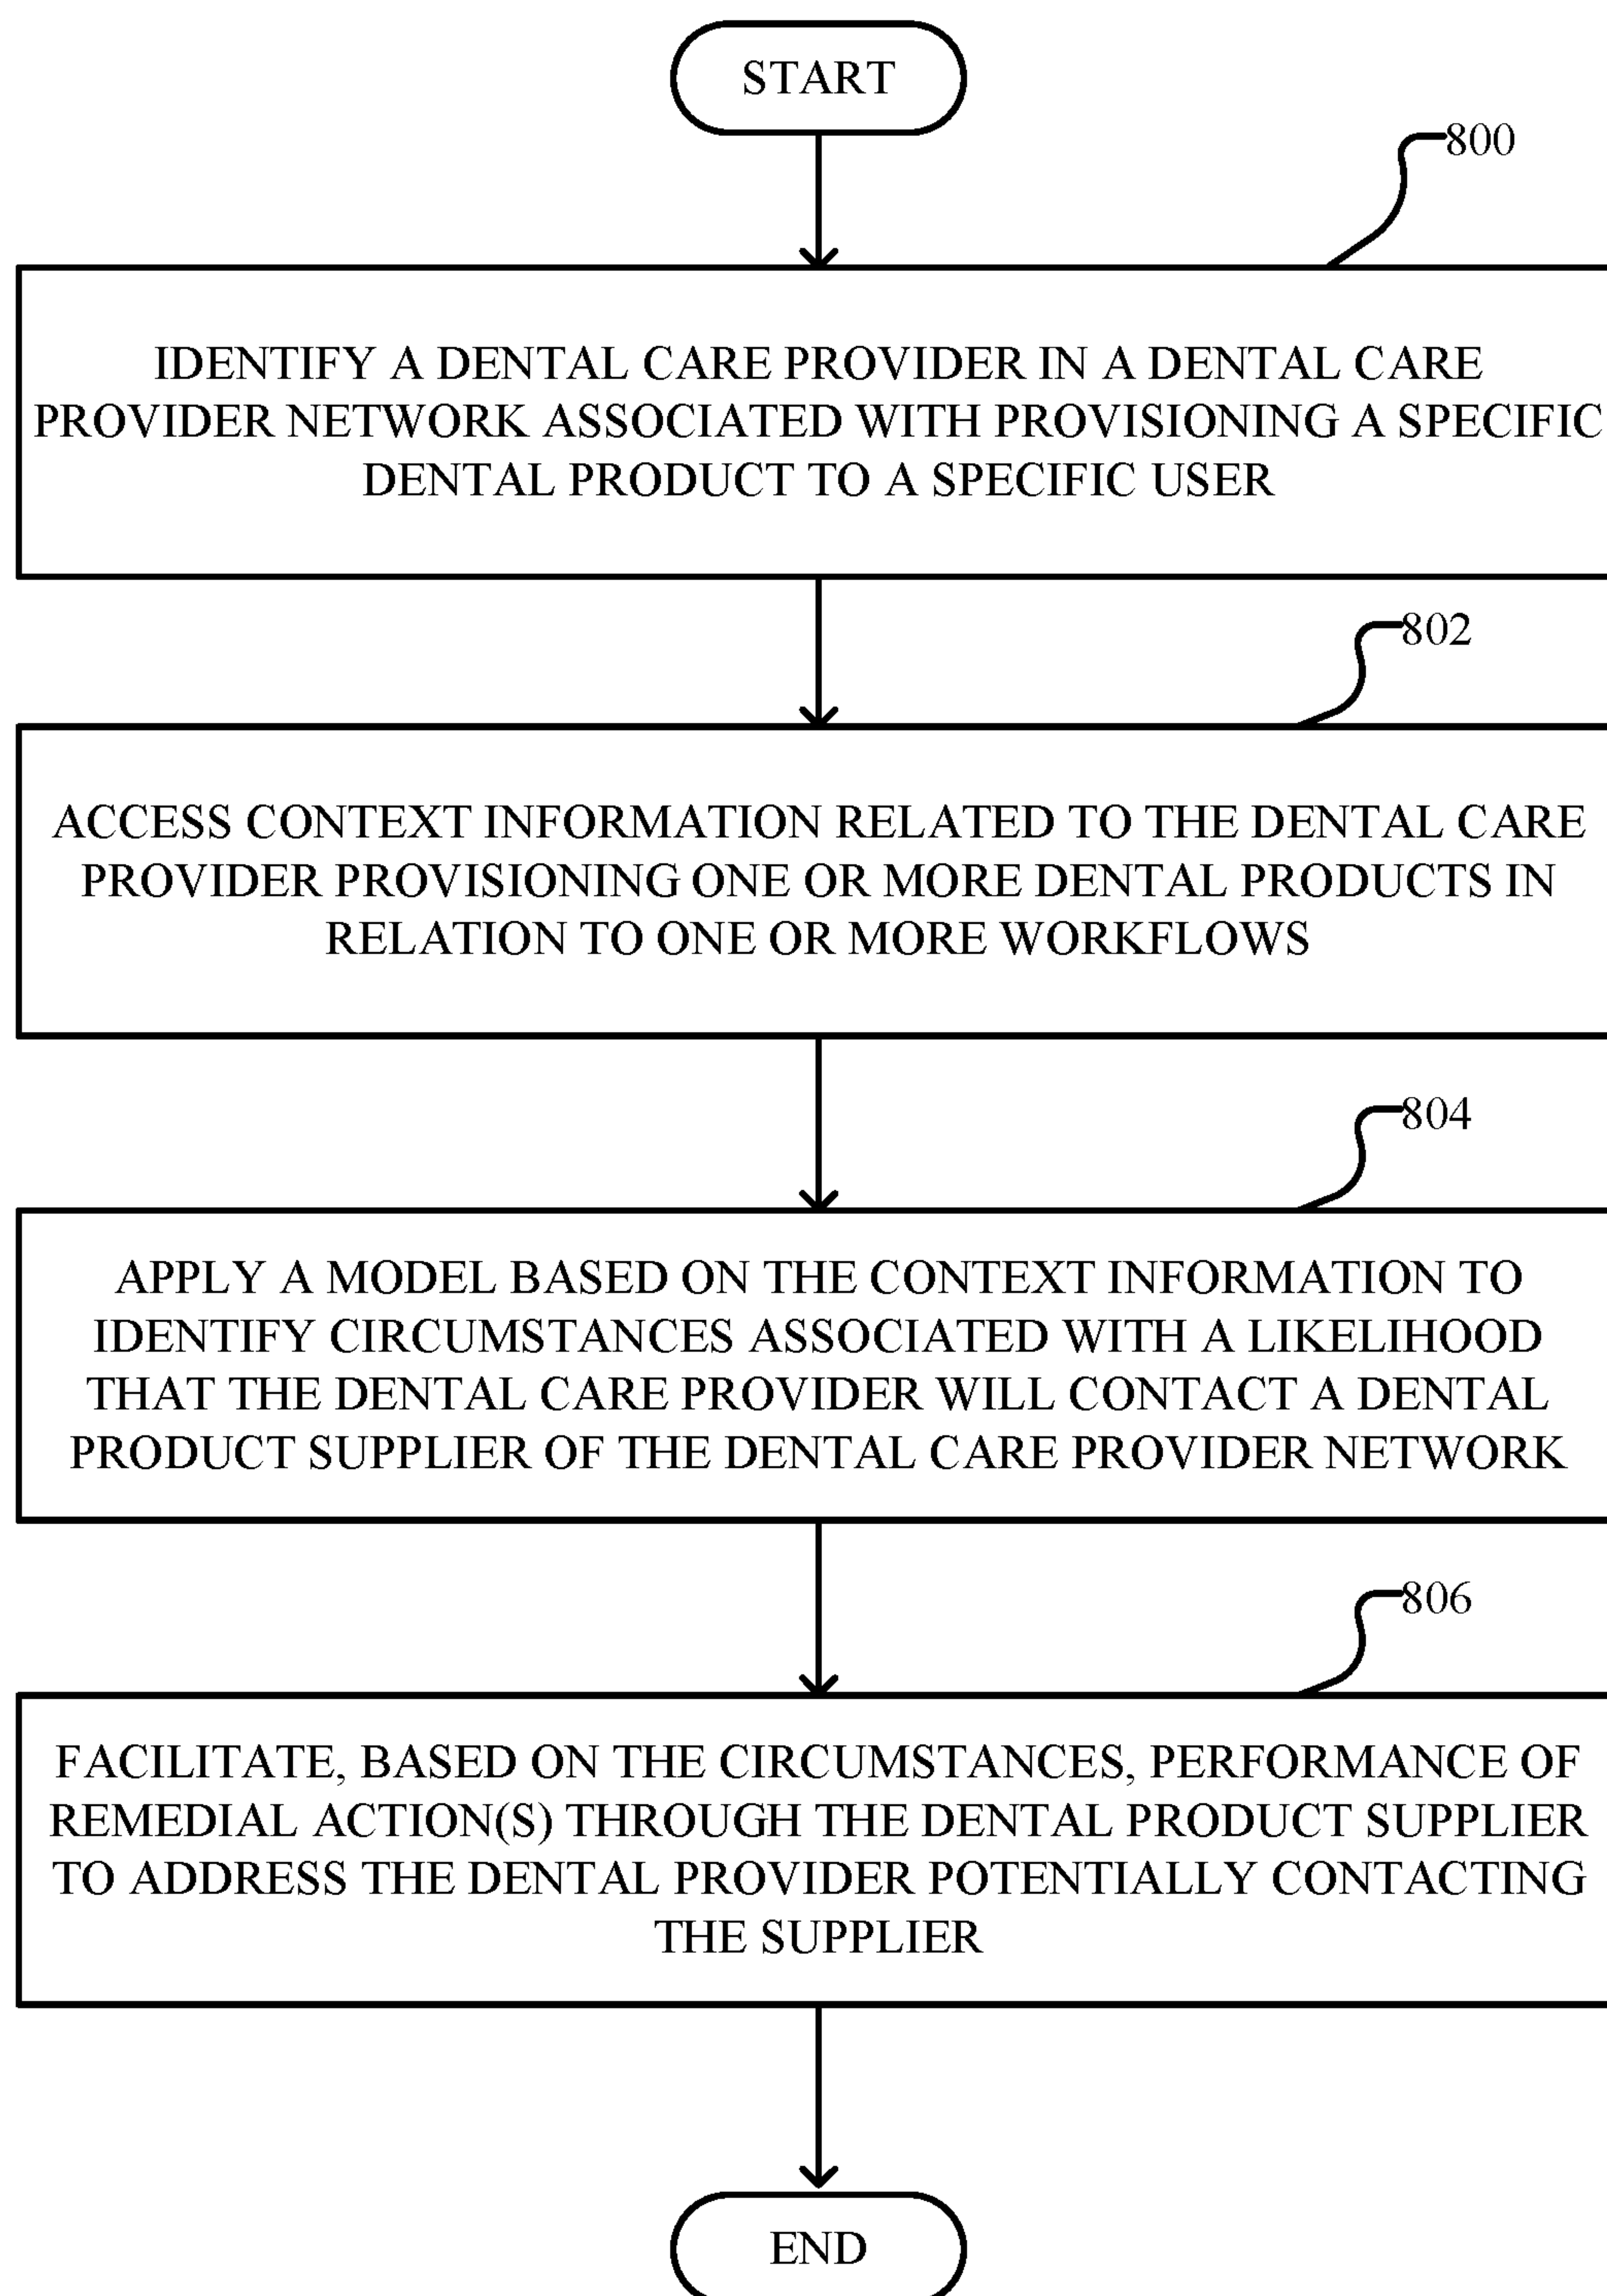 START
800
IDENTIFY A DENTAL CARE PROVIDER IN A DENTAL CARE
PROVIDER NETWORK ASSOCIATED WITH PROVISIONING A SPECIFIC
DENTAL PRODUCT TO A SPECIFIC USER
802
ACCESS CONTEXT INFORMATION RELATED TO THE DENTAL CARE
PROVIDER PROVISIONING ONE OR MORE DENTAL PRODUCTS IN
RELATION TO ONE OR MORE WORKFLOWS
804
APPLY A MODEL BASED ON THE CONTEXT INFORMATION TO
IDENTIFY CIRCUMSTANCES ASSOCIATED WITH A LIKELIHOOD
THAT THE DENTAL CARE PROVIDER WILL CONTACT A DENTAL
PRODUCT SUPPLIER OF THE DENTAL CARE PROVIDER NETWORK
806
FACILITATE, BASED ON THE CIRCUMSTANCES, PERFORMANCE OF
REMEDIAL ACTION(S) THROUGH THE DENTAL PRODUCT SUPPLIER
TO ADDRESS THE DENTAL PROVIDER POTENTIALLY CONTACTING
THE SUPPLIER
END